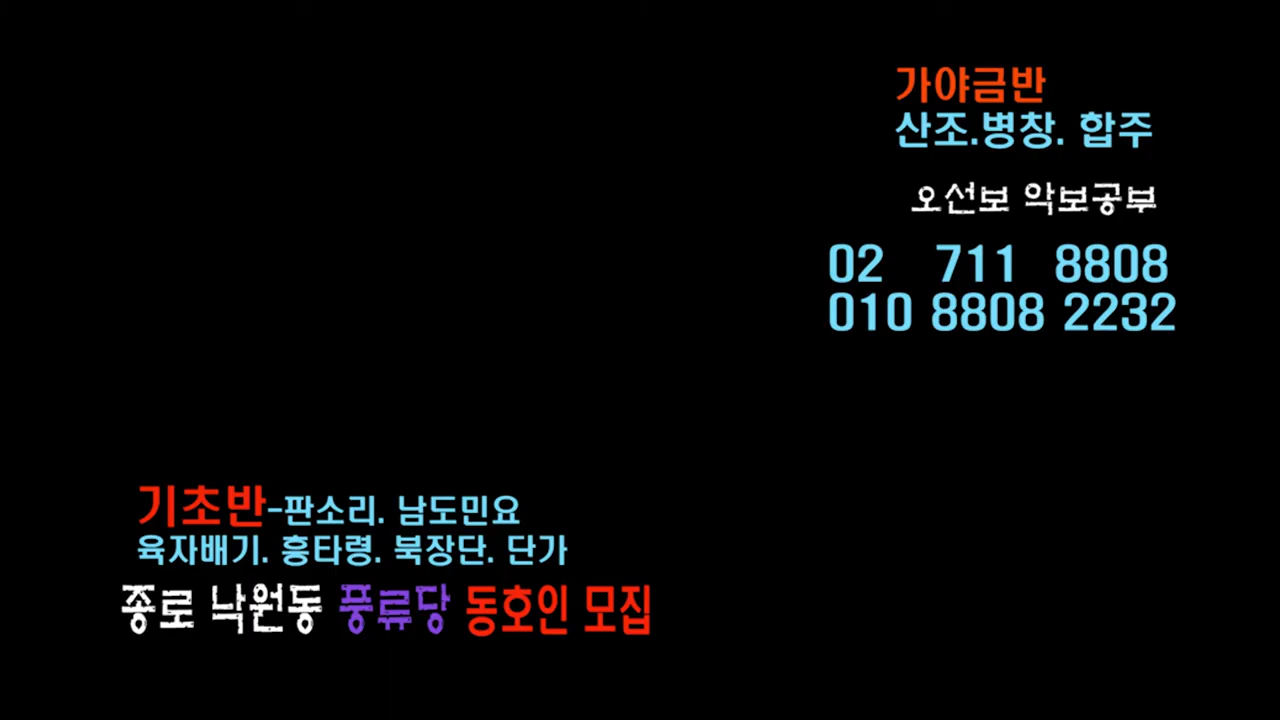 가야금반
산조.병창. 합주
오선보 악보공부
02 711 8808
010 8808 2232
기초반-판소리. 남도민요
육자배기. 흥타령. 북장단. 단가
종로 낙원동 풍류당 동호인 모집